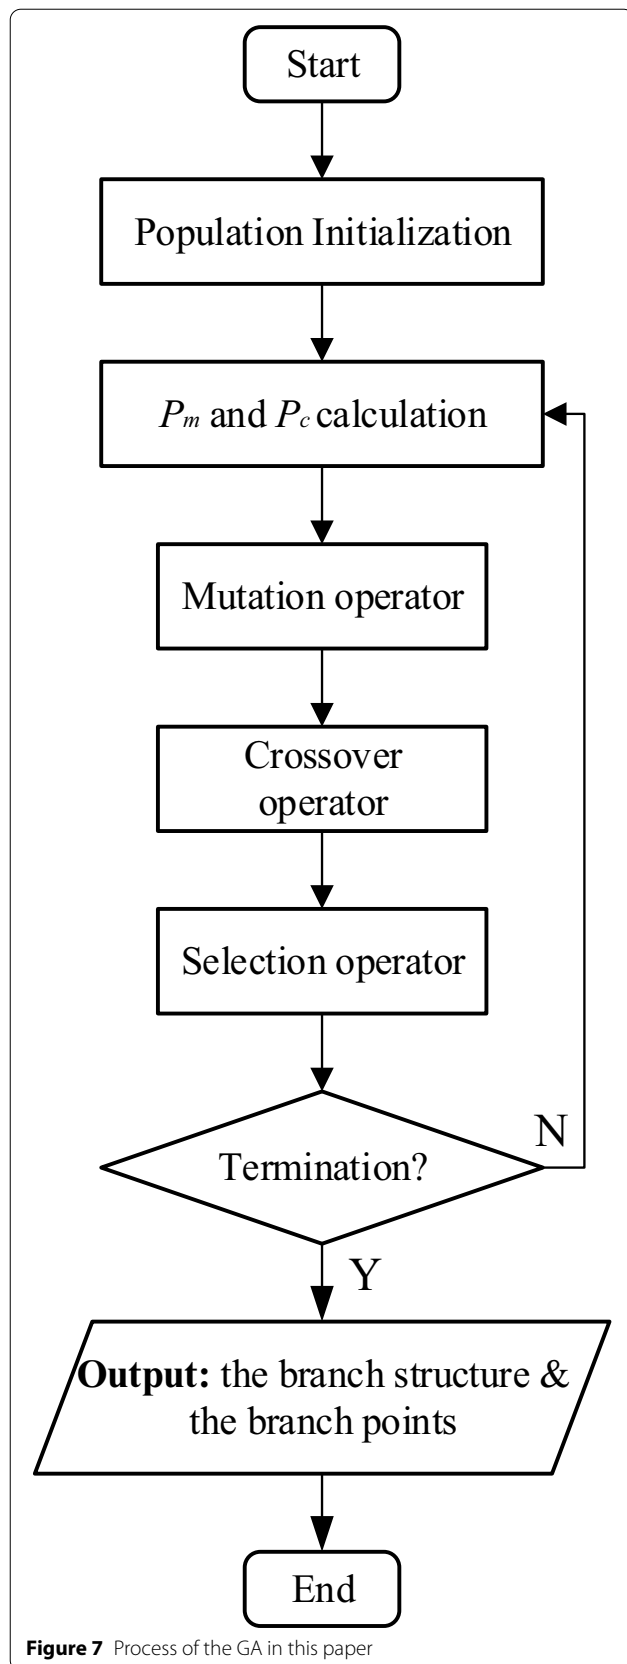 Start
Population Initialization
Pm and Pc calculation
Mutation operator
Crossover
operator
Selection operator
Termination?
N
Y
Output: the branch structure &
the branch points
End
Figure 7 Process of the GA in this paper